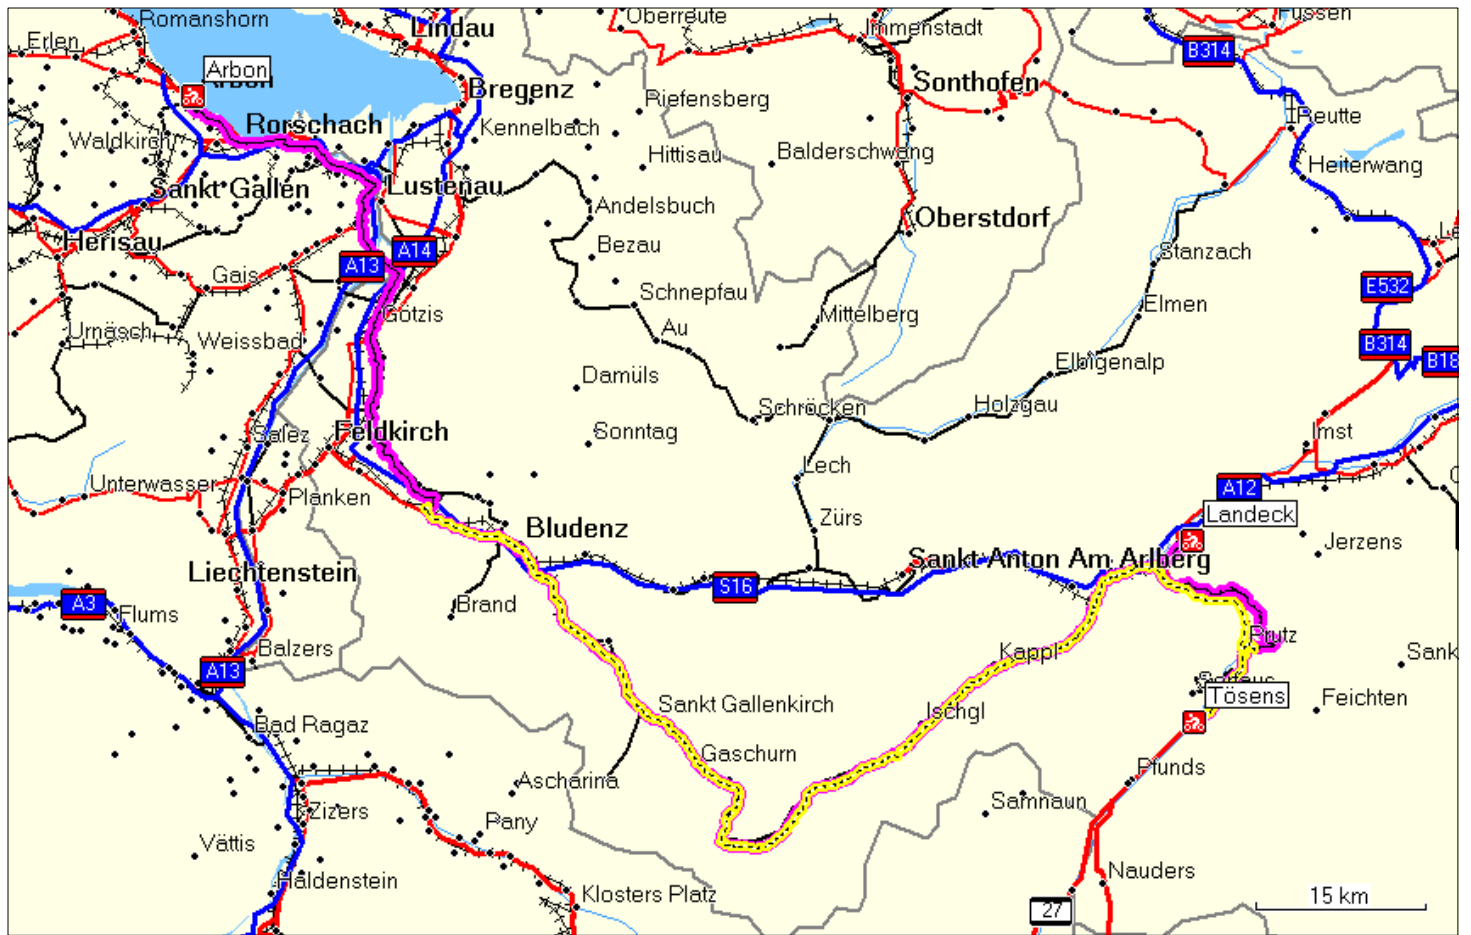 Romanshorn
Lindau
Oberreute
Immenstadt
Füssen
Erlen
B314
Arbon
Sonthofen
Bregenz
Riefensberg
Reutte
Rorschach
Kennelbach
Waldkirch
Hittisau
Balderschwang
Heiterwang
Sankt Gallen
Lustenau
Andelsbuch
Oberstdorf
Herisau
A14
Bezau
Stanzach
A13
Gais
E532
Schnepfau
Götzis
Mittelberg
Elmen
Urnäsch
Weissbad
Au
B314
B18
Elbigenalp
Damüls
Schröcken
Holzgau
Salez
Feldkirch
Sonntag
Imst
Lech
Unterwasser
Planken
A12
Landeck
Zürs
Bludenz
Jerzens
Sankt Anton Am Arlberg
Liechtenstein
S16
A3
Flums
Brand
Prutz
Balzers
Kappl
Sank
A13
Tösens
Feichten
Sankt Gallenkirch
Ischgl
Bad Ragaz
Gaschurn
Pfunds
Ascharina
Samnaun
Zizers
Pany
Vättis
Nauders
Haldenstein
Klosters Platz
15 km
27